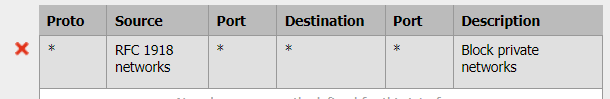 Proto Source Port Destination Port Description
* RFC 1918 networks * * * Block private networks